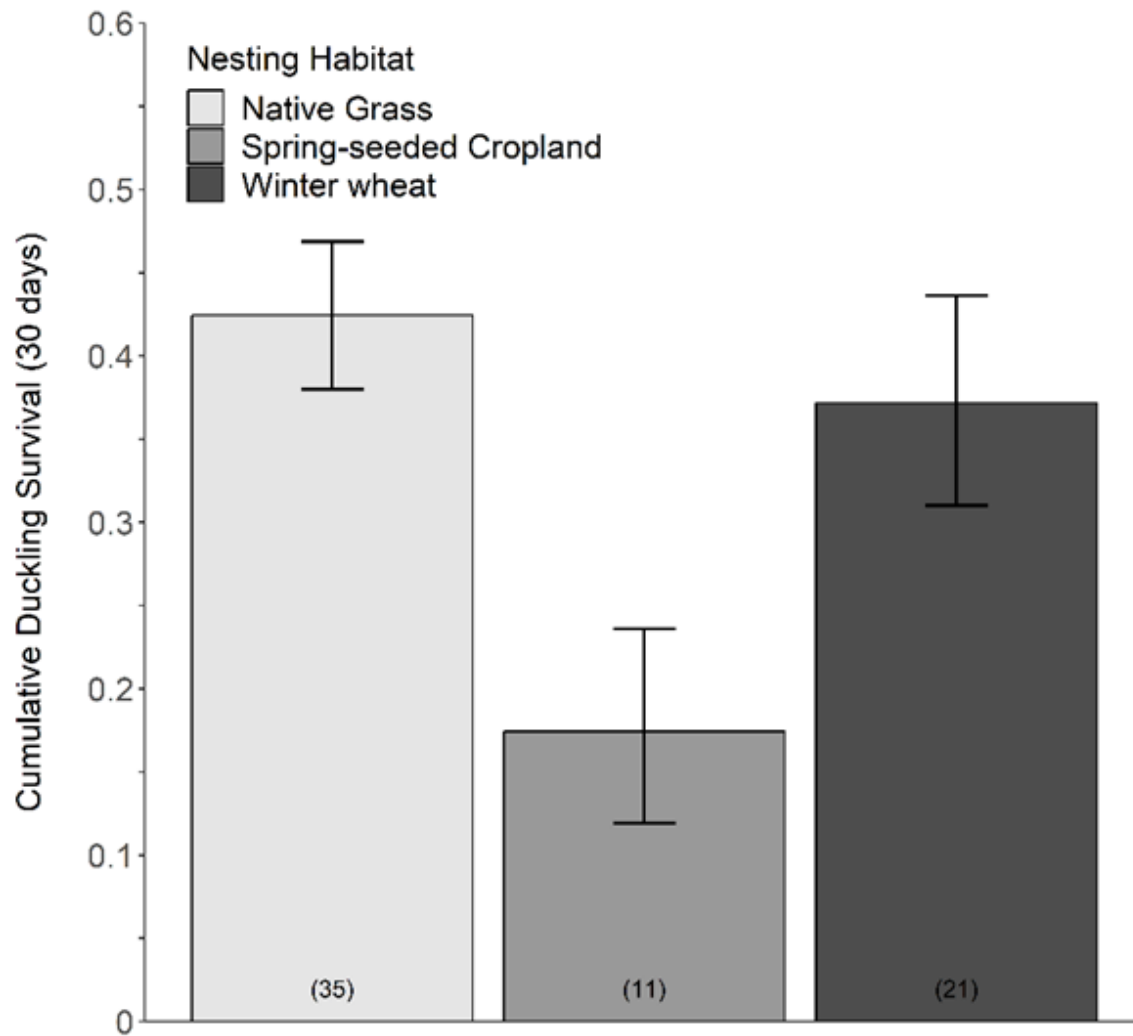 Cumulative Duckling Survival (30 days)
0.6
0.5
0.4
0.3
0.2
0.1
0
Nesting Habitat
Native Grass
Spring-seeded Cropland
Winter wheat
(35)
(11)
(21)